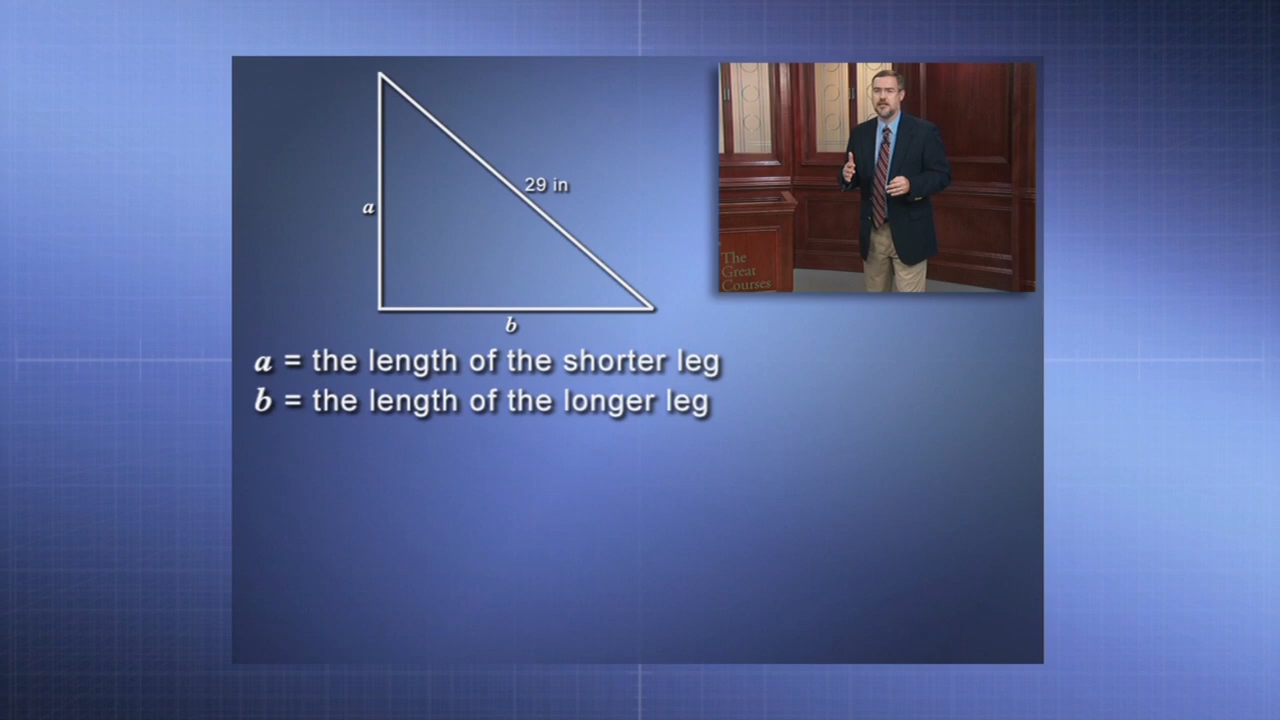 29 in
a
b
a = the length of the shorter leg
b = the length of the longer leg
The
Great
Courses